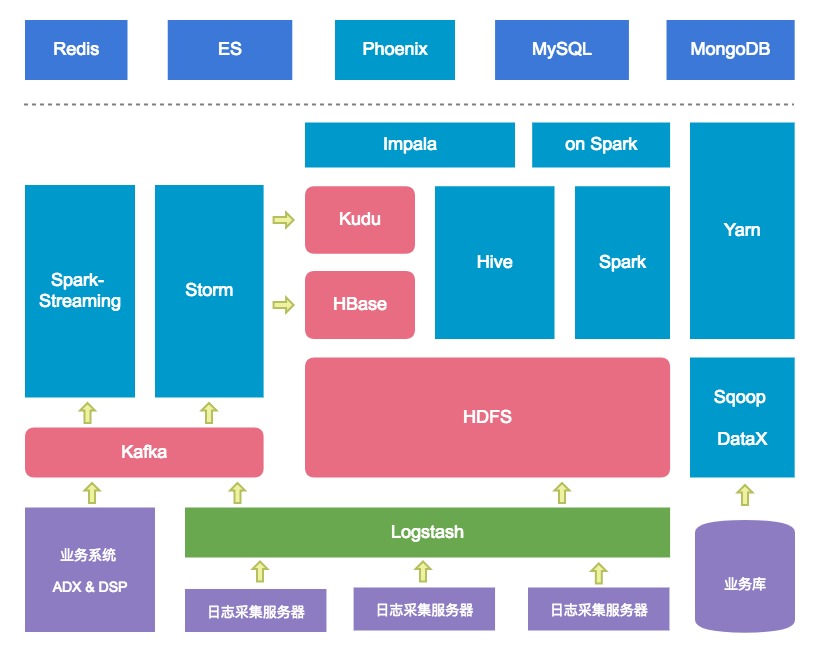 Redis
ES
Phoenix
MySQL
MongoDB
Impala
on Spark
Yarn
Spark-
Streaming
Storm
Kudu
HBase
Hive
Spark
HDFS
Sqoop
DataX
Kafka
业务系统
ADX & DSP
Logstash
日志采集服务器
日志采集服务器
日志采集服务器
业务库